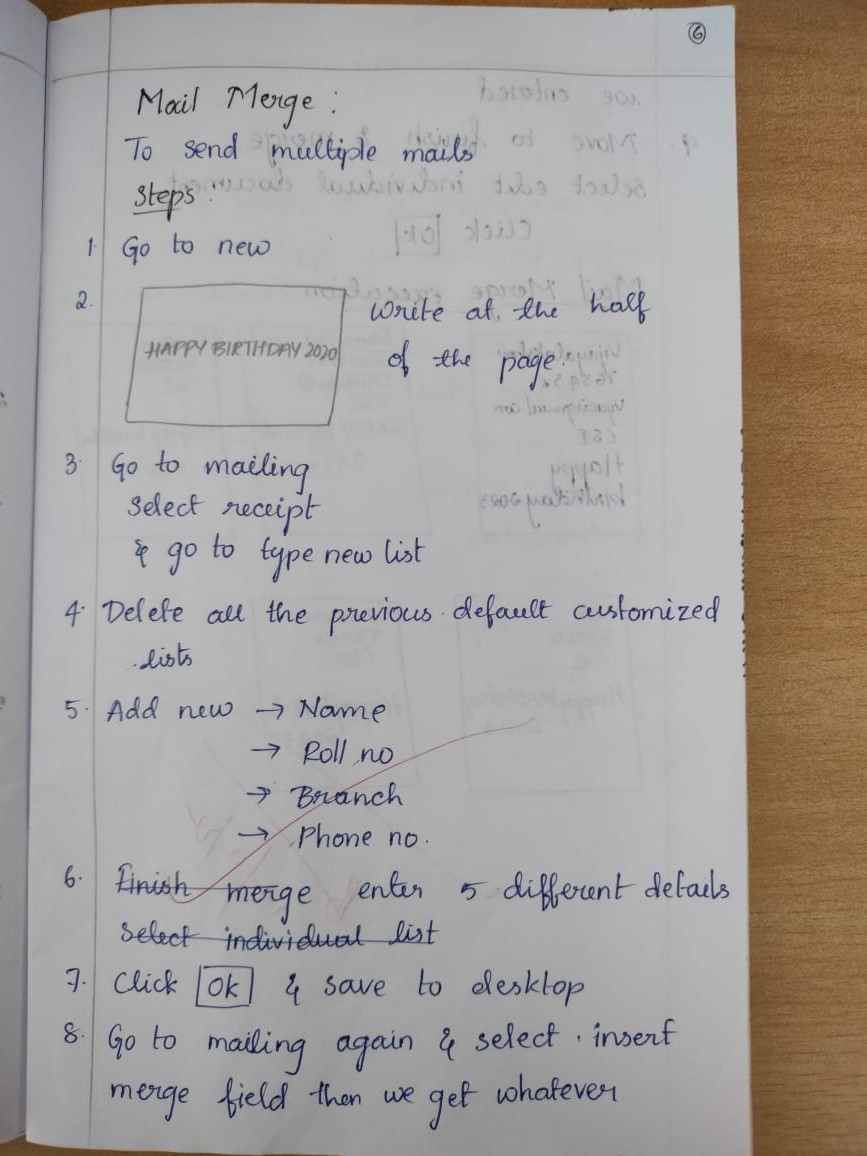 6
Mail Merge :
To send multiple mails
Steps :
1. Go to new
2. HAPPY BIRTHDAY 2020 Write at the half
of the page.
3. Go to mailing
select receipt
& go to type new list
4. Delete all the previous default customized
lists
5. Add new → Name
→ Roll no
→ Branch
→ Phone no.
6. Finish merge enter 5 different details
Select individual list
7. Click Ok & save to desktop
8. Go to mailing again & select insert
merge field then we get whatever